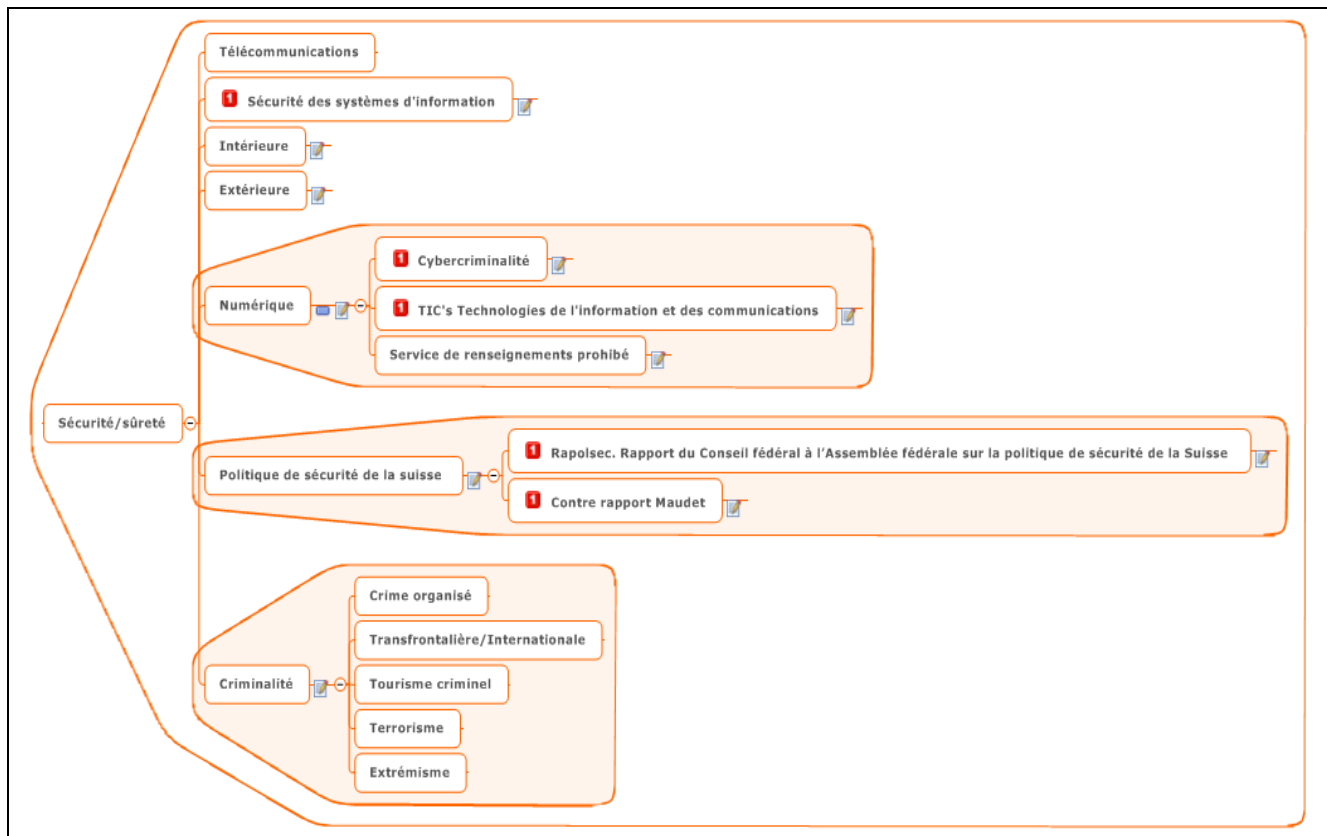 Télécommunications
1 Sécurité des systèmes d'information
Intérieure
Extérieure
Numérique
1 Cybercriminalité
1 TIC's Technologies de l'information et des communications
Service de renseignements prohibé
Sécurité/sûreté
Politique de sécurité de la suisse
1 Rapolsec. Rapport du Conseil fédéral à l'Assemblée fédérale sur la politique de sécurité de la Suisse
1 Contre rapport Maudet
Criminalité
Crime organisé
Transfrontalière/Internationale
Tourisme criminel
Terrorisme
Extrémisme